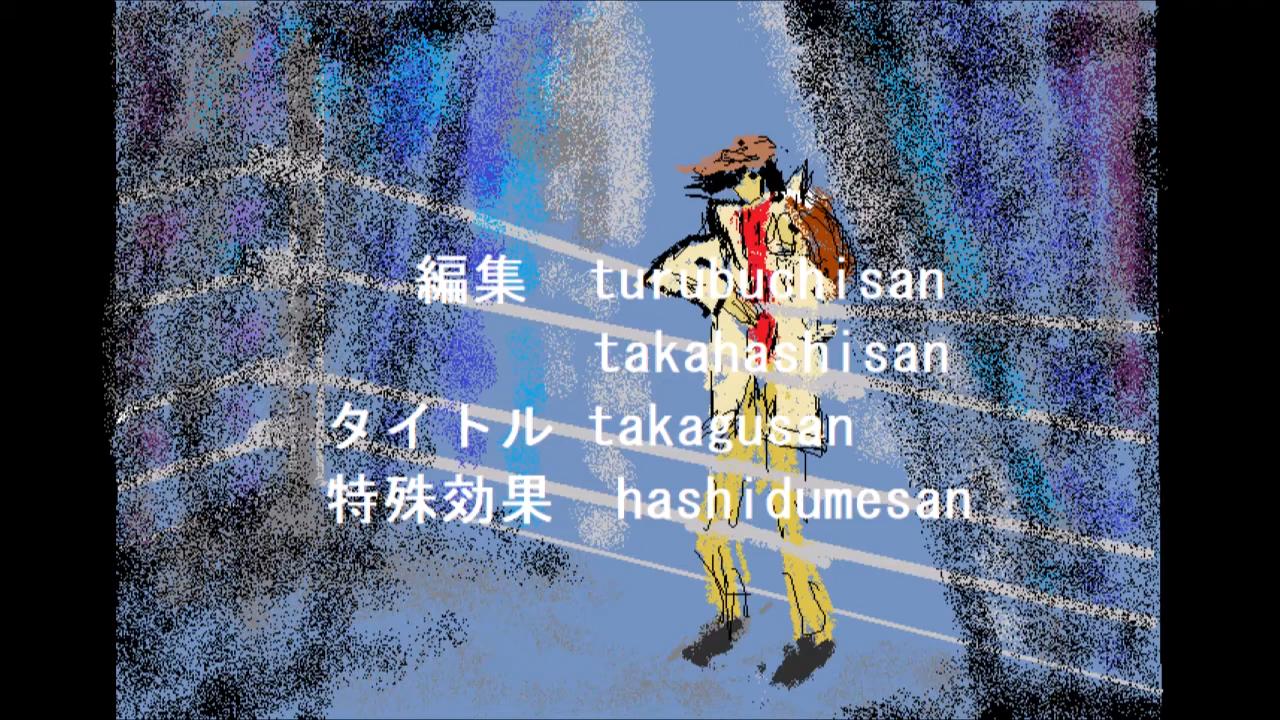 編集 turubuchisan
takahashisan
タイトル takagusan
特殊効果 hashidumesan